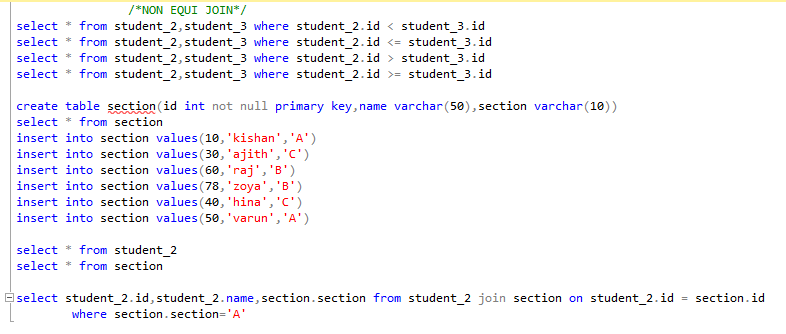 /*NON EQUI JOIN*/
select * from student_2,student_3 where student_2.id < student_3.id
select * from student_2,student_3 where student_2.id <= student_3.id
select * from student_2,student_3 where student_2.id > student_3.id
select * from student_2,student_3 where student_2.id >= student_3.id
create table section(id int not null primary key,name varchar(50),section varchar(10))
select * from section
insert into section values(10,'kishan','A')
insert into section values(30,'ajith','C')
insert into section values(60,'raj','B')
insert into section values(78,'zoya','B')
insert into section values(40,'hina','C')
insert into section values(50,'varun','A')
select * from student_2
select * from section
select student_2.id,student_2.name,section.section from student_2 join section on student_2.id = section.id
where section.section='A'